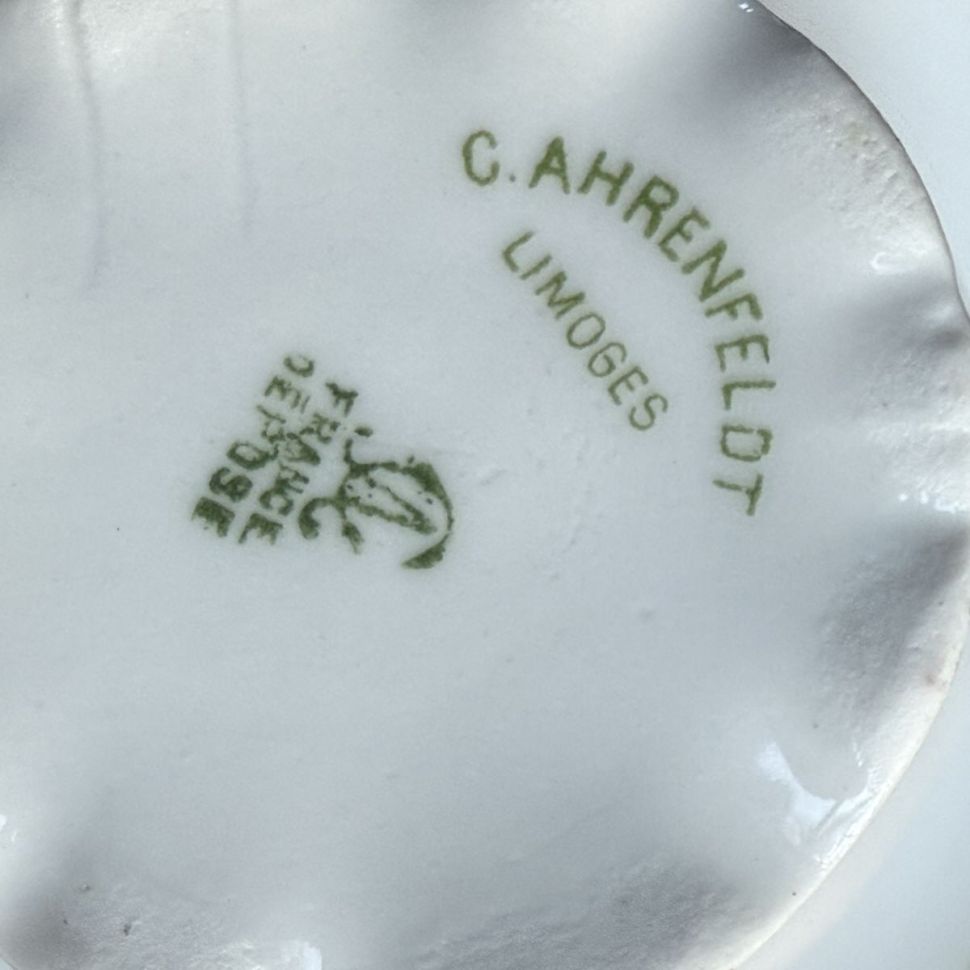 C. AHRENFELDT
LIMOGES
FRANCE
DEPOSE